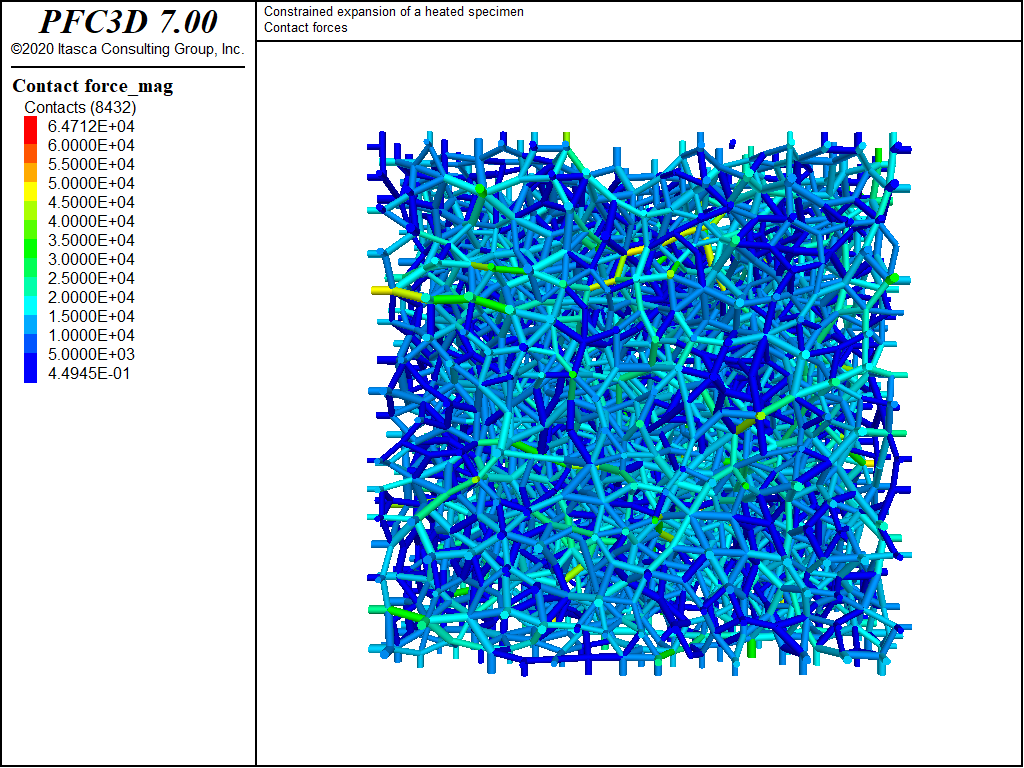 PFC3D 7.00
©2020 Itasca Consulting Group, Inc.
Contact force_mag
Contacts (8432)
6.4712E+04
6.0000E+04
5.5000E+04
5.0000E+04
4.5000E+04
4.0000E+04
3.5000E+04
3.0000E+04
2.5000E+04
2.0000E+04
1.5000E+04
1.0000E+04
5.0000E+03
4.4945E-01
Constrained expansion of a heated specimen
Contact forces